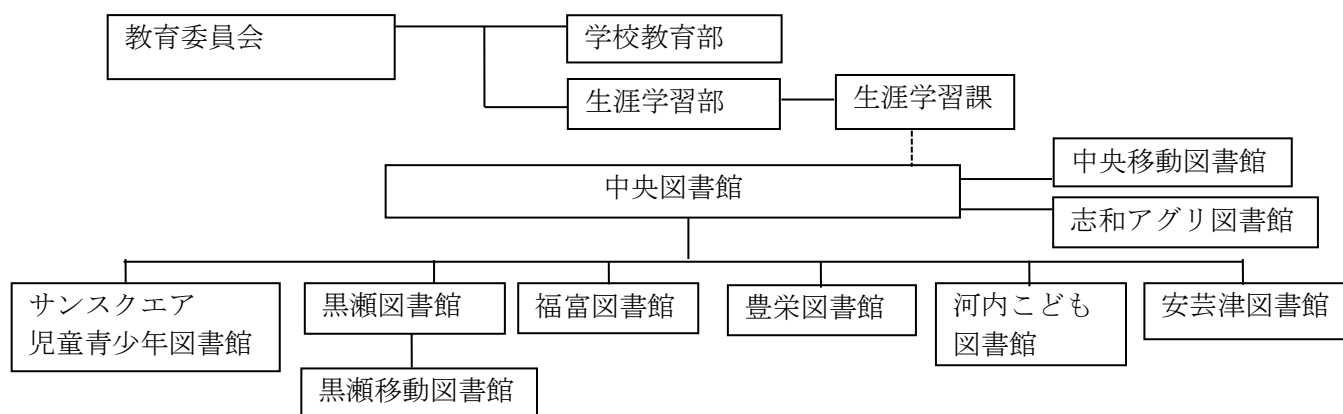 教育委員会
学校教育部
生涯学習部
生涯学習課
中央図書館
中央移動図書館
志和アグリ図書館
サンスクエア
児童青少年図書館
黒瀬図書館
福富図書館
豊栄図書館
河内こども
図書館
安芸津図書館
黒瀬移動図書館